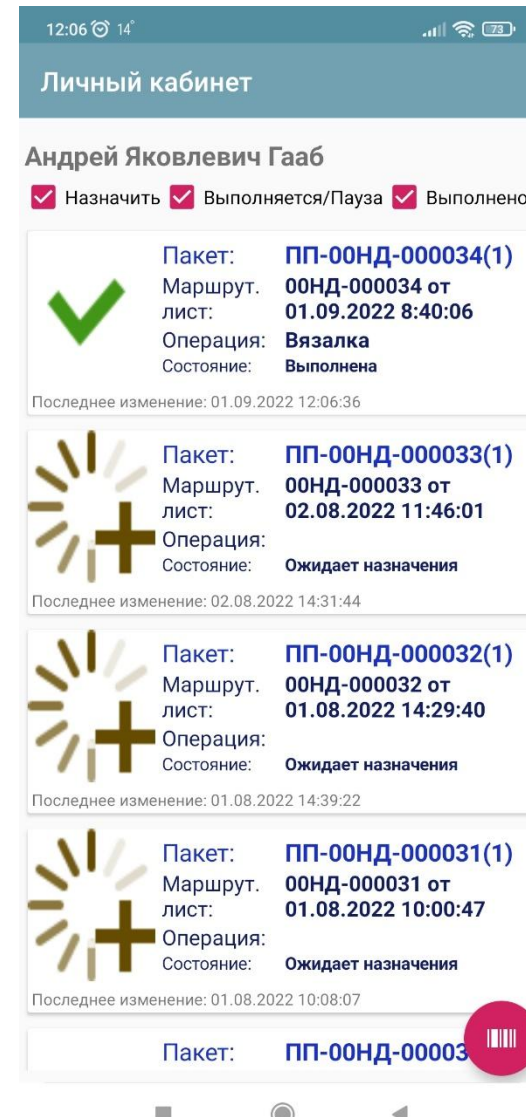 12:06 14° 73
Личный кабинет
Андрей Яковлевич Гааб
Назначить Выполняется/Пауза Выполнено
Пакет: ПП-00НД-000034(1)
Маршрут. 00НД-000034 от
лист: 01.09.2022 8:40:06
Операция: Вязалка
Состояние: Выполнена
Последнее изменение: 01.09.2022 12:06:36
Пакет: ПП-00НД-000033(1)
Маршрут. 00НД-000033 от
лист: 02.08.2022 11:46:01
Операция:
Состояние: Ожидает назначения
Последнее изменение: 02.08.2022 14:31:44
Пакет: ПП-00НД-000032(1)
Маршрут. 00НД-000032 от
лист: 01.08.2022 14:29:40
Операция:
Состояние: Ожидает назначения
Последнее изменение: 01.08.2022 14:39:22
Пакет: ПП-00НД-000031(1)
Маршрут. 00НД-000031 от
лист: 01.08.2022 10:00:47
Операция:
Состояние: Ожидает назначения
Последнее изменение: 01.08.2022 10:08:07
Пакет: ПП-00НД-00003